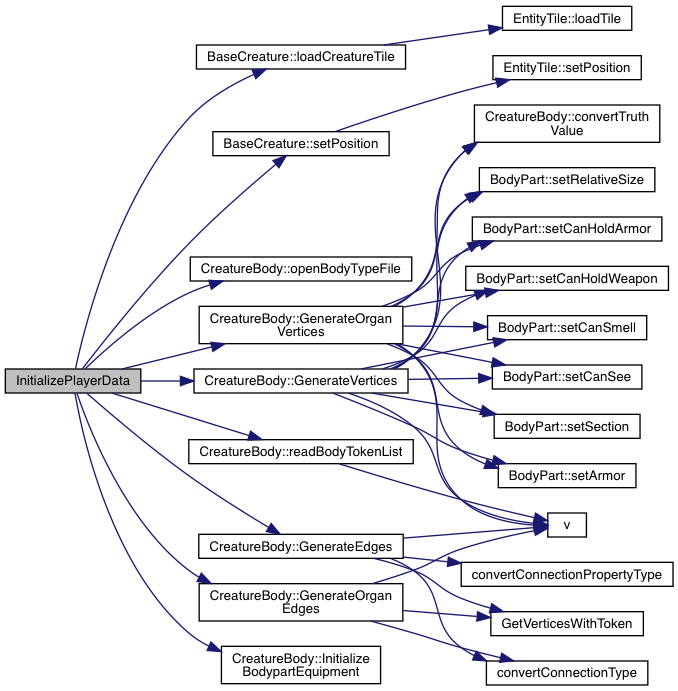 InitializePlayerData
BaseCreature::loadCreatureTile
BaseCreature::setPosition
CreatureBody::openBodyTypeFile
CreatureBody::GenerateOrgan
Vertices
CreatureBody::GenerateVertices
CreatureBody::readBodyTokenList
CreatureBody::GenerateEdges
CreatureBody::GenerateOrgan
Edges
CreatureBody::Initialize
BodypartEquipment
EntityTile::loadTile
EntityTile::setPosition
CreatureBody::convertTruth
Value
BodyPart::setRelativeSize
BodyPart::setCanHoldArmor
BodyPart::setCanHoldWeapon
BodyPart::setCanSmell
BodyPart::setCanSee
BodyPart::setSection
BodyPart::setArmor
v
convertConnectionPropertyType
GetVerticesWithToken
convertConnectionType